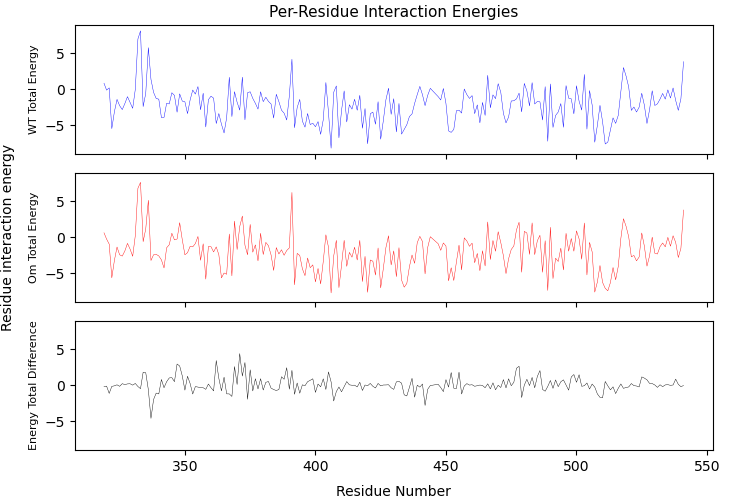 Per-Residue Interaction Energies
Residue interaction energy
WT Total Energy
5
0
−5
Om Total Energy
5
0
−5
Energy Total Difference
5
0
−5
350 400 450 500 550
Residue Number